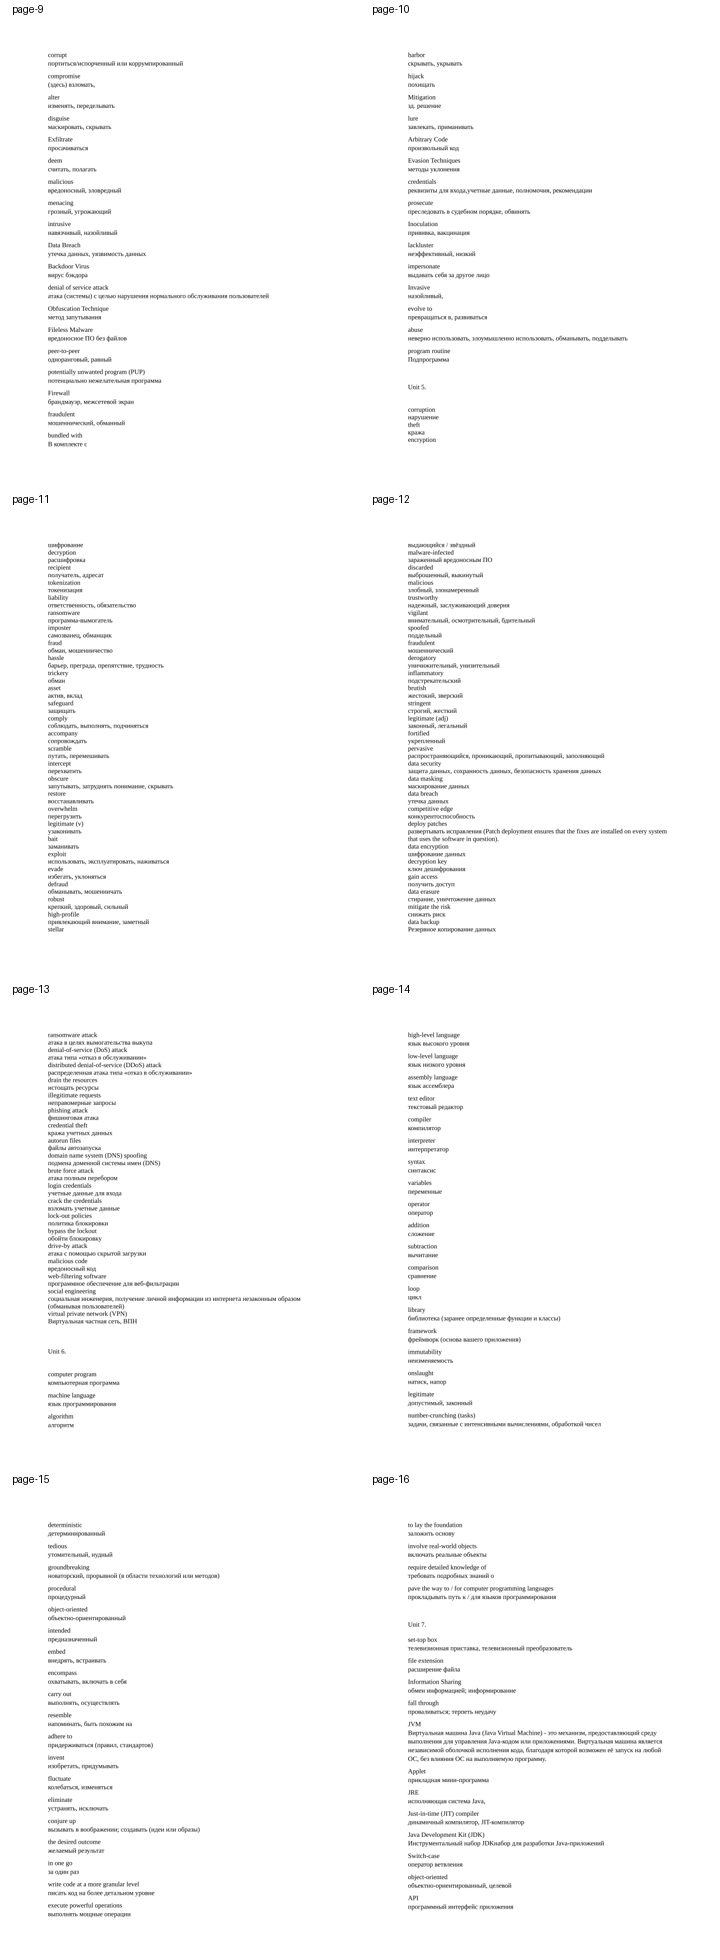 page-9
corrupt
портиться/испорченный или коррумпированный
compromise
(здесь) взломать,
alter
изменять, переделывать
disguise
маскировать, скрывать
Exfiltrate
просачиваться
deem
считать, полагать
malicious
вредоносный, зловредный
menacing
грозный, угрожающий
intrusive
навязчивый, назойливый
Data Breach
утечка данных, уязвимость данных
Backdoor Virus
вирус бэкдора
denial of service attack
атака (системы) с целью нарушения нормального обслуживания пользователей
Obfuscation Technique
метод запутывания
Fileless Malware
вредоносное ПО без файлов
peer-to-peer
одноранговый, равный
potentially unwanted program (PUP)
потенциально нежелательная программа
Firewall
брандмауэр, межсетевой экран
fraudulent
мошеннический, обманный
bundled with
В комплекте с
page-10
harbor
скрывать, укрывать
hijack
похищать
Mitigation
зд. решение
lure
завлекать, приманивать
Arbitrary Code
произвольный код
Evasion Techniques
методы уклонения
credentials
реквизиты для входа,учетные данные, полномочия, рекомендации
prosecute
преследовать в судебном порядке, обвинять
Inoculation
прививка, вакцинация
lackluster
неэффективный, низкий
impersonate
выдавать себя за другое лицо
Invasive
назойливый,
evolve to
превращаться в, развиваться
abuse
неверно использовать, злоумышленно использовать, обманывать, подделывать
program routine
Подпрограмма
Unit 5.
corruption
нарушение
theft
кража
encryption
page-11
шифрование
decryption
расшифровка
recipient
получатель, адресат
tokenization
токенизация
liability
ответственность, обязательство
ransomware
программа-вымогатель
imposter
самозванец, обманщик
fraud
обман, мошенничество
hassle
барьер, преграда, препятствие, трудность
trickery
обман
asset
актив, вклад
safeguard
защищать
comply
соблюдать, выполнять, подчиняться
accompany
сопровождать
scramble
путать, перемешивать
intercept
перехватить
obscure
запутывать, затруднять понимание, скрывать
restore
восстанавливать
overwhelm
перегрузить
legitimate (v)
узаконивать
bait
заманивать
exploit
использовать, эксплуатировать, наживаться
evade
избегать, уклоняться
defraud
обманывать, мошенничать
robust
крепкий, здоровый, сильный
high-profile
привлекающий внимание, заметный
stellar
page-12
выдающийся / звёздный
malware-infected
зараженный вредоносным ПО
discarded
выброшенный, выкинутый
malicious
злобный, злонамеренный
trustworthy
надежный, заслуживающий доверия
vigilant
внимательный, осмотрительный, бдительный
spoofed
поддельный
fraudulent
мошеннический
derogatory
уничижительный, унизительный
inflammatory
подстрекательский
brutish
жестокий, зверский
stringent
строгий, жесткий
legitimate (adj)
законный, легальный
fortified
укрепленный
pervasive
распространяющийся, проникающий, пропитывающий, заполняющий
data security
защита данных, сохранность данных, безопасность хранения данных
data masking
маскирование данных
data breach
утечка данных
competitive edge
конкурентоспособность
deploy patches
развертывать исправления (Patch deployment ensures that the fixes are installed on every system
that uses the software in question).
data encryption
шифрование данных
decryption key
ключ дешифрования
gain access
получить доступ
data erasure
стирание, уничтожение данных
mitigate the risk
снижать риск
data backup
Резервное копирование данных
page-13
ransomware attack
атака в целях вымогательства выкупа
denial-of-service (DoS) attack
атака типа «отказ в обслуживании»
distributed denial-of-service (DDoS) attack
распределенная атака типа «отказ в обслуживании»
drain the resources
истощать ресурсы
illegitimate requests
неправомерные запросы
phishing attack
фишинговая атака
credential theft
кража учетных данных
autorun files
файлы автозапуска
domain name system (DNS) spoofing
подмена доменной системы имен (DNS)
brute force attack
атака полным перебором
login credentials
учетные данные для входа
crack the credentials
взломать учетные данные
lock-out policies
политика блокировки
bypass the lockout
обойти блокировку
drive-by attack
атака с помощью скрытой загрузки
malicious code
вредоносный код
web-filtering software
программное обеспечение для веб-фильтрации
social engineering
социальная инженерия, получение личной информации из интернета незаконным образом
(обманывая пользователей)
virtual private network (VPN)
Виртуальная частная сеть, ВПН
Unit 6.
computer program
компьютерная программа
machine language
язык программирования
algorithm
алгоритм
page-14
high-level language
язык высокого уровня
low-level language
язык низкого уровня
assembly language
язык ассемблера
text editor
текстовый редактор
compiler
компилятор
interpreter
интерпретатор
syntax
синтаксис
variables
переменные
operator
оператор
addition
сложение
subtraction
вычитание
comparison
сравнение
loop
цикл
library
библиотека (заранее определенные функции и классы)
framework
фреймворк (основа вашего приложения)
immutability
неизменяемость
onslaught
натиск, напор
legitimate
допустимый, законный
number-crunching (tasks)
задачи, связанные с интенсивными вычислениями, обработкой чисел
page-15
deterministic
детерминированный
tedious
утомительный, нудный
groundbreaking
новаторский, прорывной (в области технологий или методов)
procedural
процедурный
object-oriented
объектно-ориентированный
intended
предназначенный
embed
внедрять, встраивать
encompass
охватывать, включать в себя
carry out
выполнять, осуществлять
resemble
напоминать, быть похожим на
adhere to
придерживаться (правил, стандартов)
invent
изобретать, придумывать
fluctuate
колебаться, изменяться
eliminate
устранять, исключать
conjure up
вызывать в воображении; создавать (идеи или образы)
the desired outcome
желаемый результат
in one go
за один раз
write code at a more granular level
писать код на более детальном уровне
execute powerful operations
выполнять мощные операции
page-16
to lay the foundation
заложить основу
involve real-world objects
включать реальные объекты
require detailed knowledge of
требовать подробных знаний о
pave the way to / for computer programming languages
прокладывать путь к / для языков программирования
Unit 7.
set-top box
телевизионная приставка, телевизионный преобразователь
file extension
расширение файла
Information Sharing
обмен информацией; информирование
fall through
проваливаться; терпеть неудачу
JVM
Виртуальная машина Java (Java Virtual Machine) - это механизм, предоставляющий среду
выполнения для управления Java-кодом или приложениями. Виртуальная машина является
независимой оболочкой исполнения кода, благодаря которой возможен её запуск на любой
ОС, без влияния ОС на выполняемую программу.
Applet
прикладная мини-программа
JRE
исполняющая система Java,
Just-in-time (JIT) compiler
динамичный компилятор, JIT-компилятор
Java Development Kit (JDK)
Инструментальный набор JDKнабор для разработки Java-приложений
Switch-case
оператор ветвления
object-oriented
объектно-ориентированный, целевой
API
программный интерфейс приложения